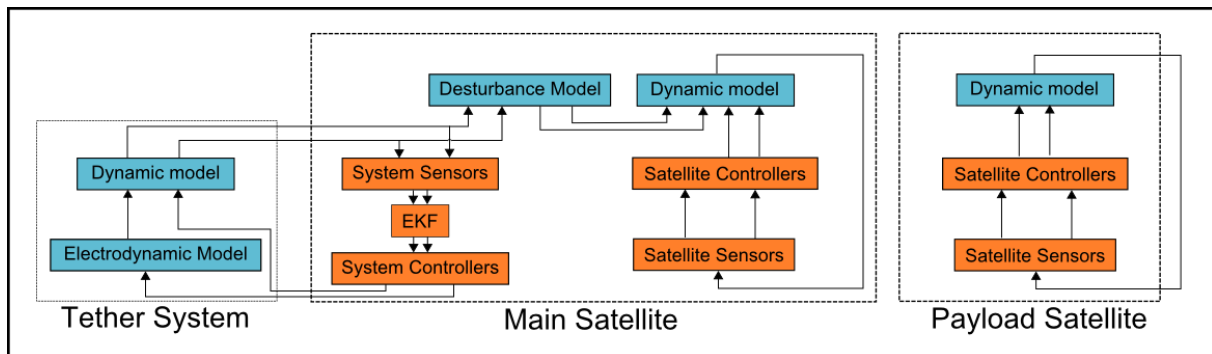 Desturbance Model
Dynamic model
Dynamic model
Dynamic model
System Sensors
Satellite Controllers
Satellite Controllers
EKF
Electrodynamic Model
System Controllers
Satellite Sensors
Satellite Sensors
Tether System
Main Satellite
Payload Satellite